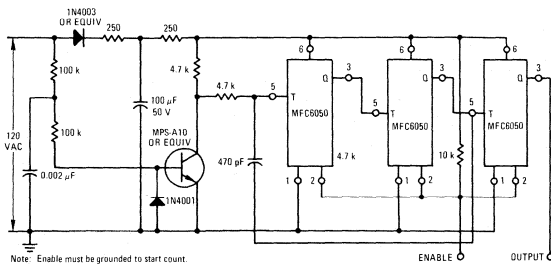 1N4003
OR EQUIV
250
250
6
6
6
100 k
4.7 k
3
3
3
Q
Q
Q
4.7 k
5
T
MFC6050
5
T
MFC6050
5
T
MFC6050
100 µF
50 V
120
VAC
100 k
MPS-A10
OR EQUIV
470 pF
4.7 k
10 k
0.002 µF
1N4001
1
2
1
2
1
2
Note: Enable must be grounded to start count.
ENABLE
OUTPUT